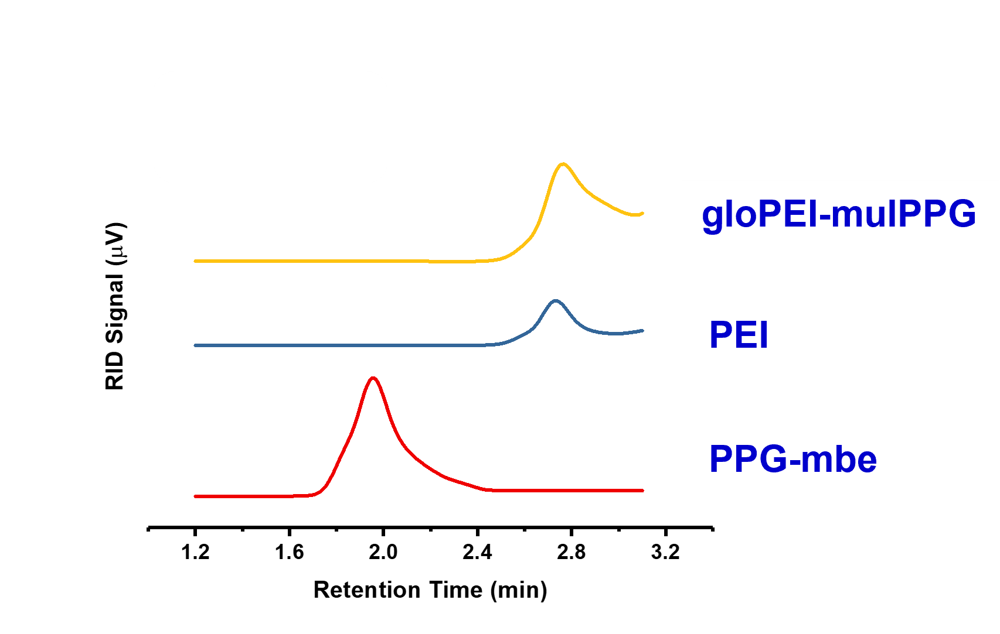 gloPEI-mulPPG
PEI
PPG-mbe
RID Signal (μV)
1.2 1.6 2.0 2.4 2.8 3.2
Retention Time (min)